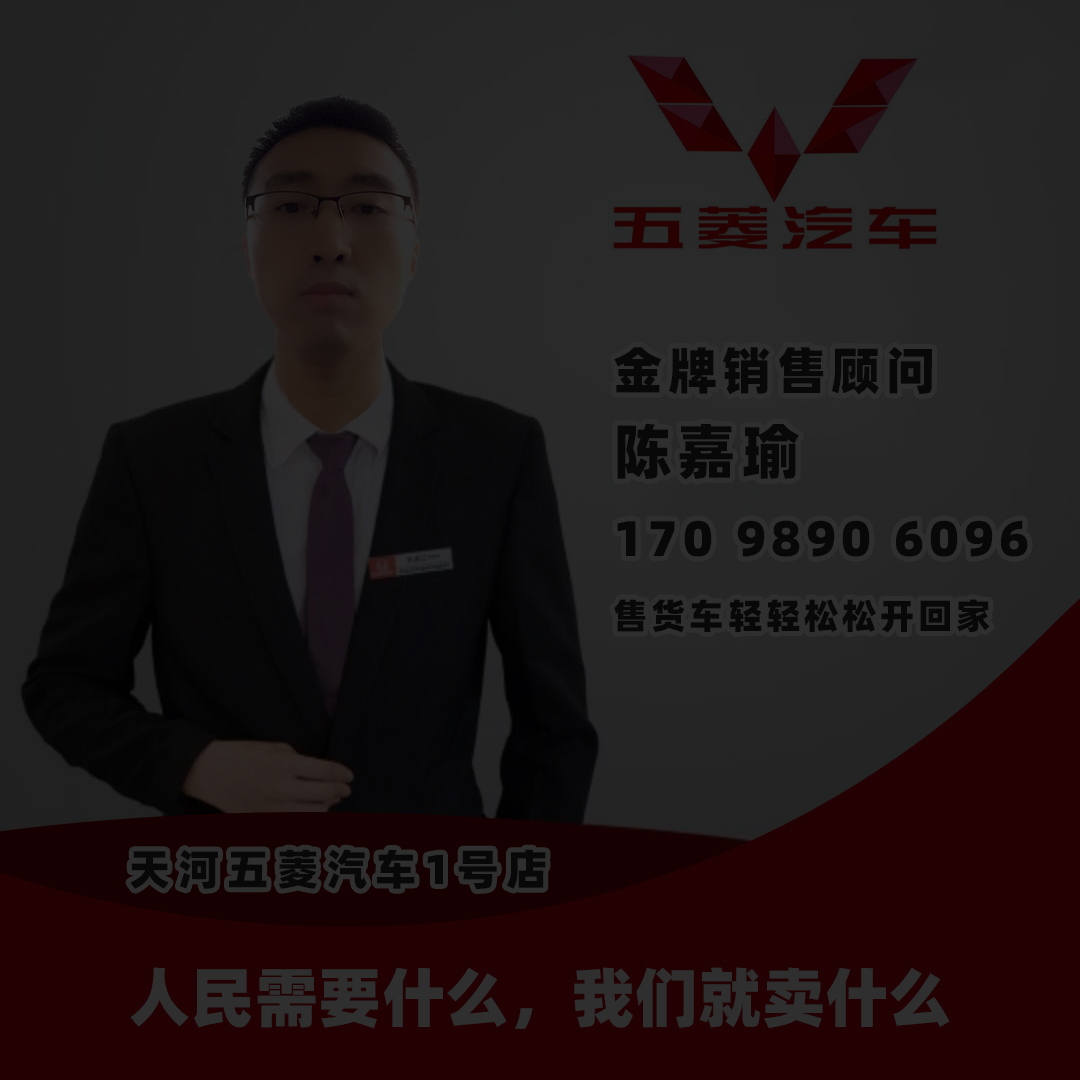 五菱汽车
金牌销售顾问
陈嘉瑜
170 9890 6096
售货车轻轻松松开回家
天河五菱汽车1号店
人民需要什么，我们就卖什么